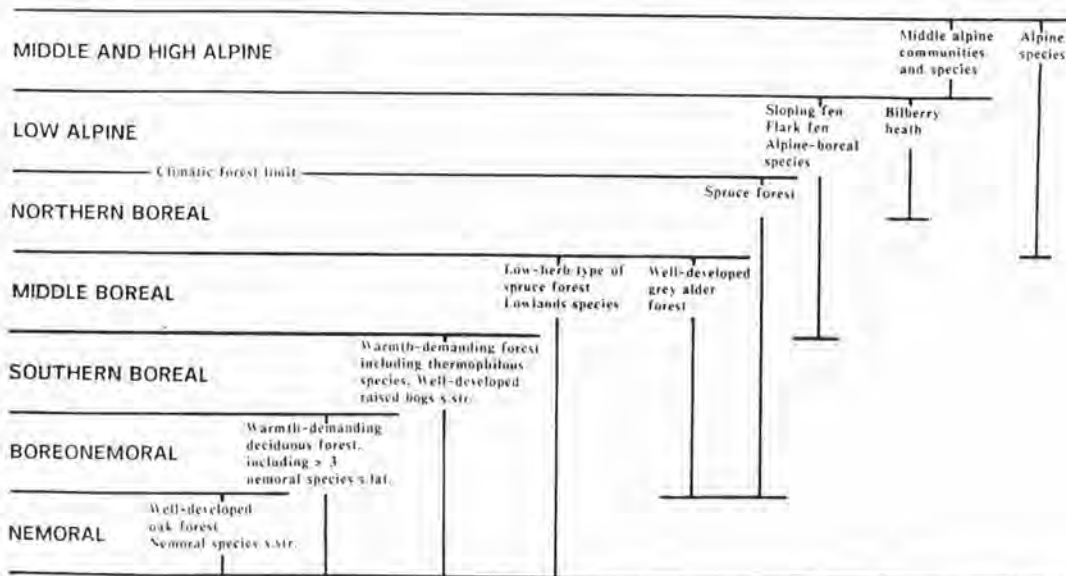 MIDDLE AND HIGH ALPINE
Middle alpine
communities
and species
Alpine
species
LOW ALPINE
Sloping fen
Flark fen
Alpine-boreal
species
Bilberry
heath
Climatic forest limit
NORTHERN BOREAL
Spruce forest
MIDDLE BOREAL
Low-herb type of
spruce forest
Lowlands species
Well-developed
grey alder
forest
SOUTHERN BOREAL
Warmth-demanding forest
including thermophilous
species. Well-developed
raised bogs s.str.
BOREONEMORAL
Warmth-demanding
deciduous forest,
including > 3
nemoral species s.lat.
NEMORAL
Well-developed
oak forest
Nemoral species s.str.